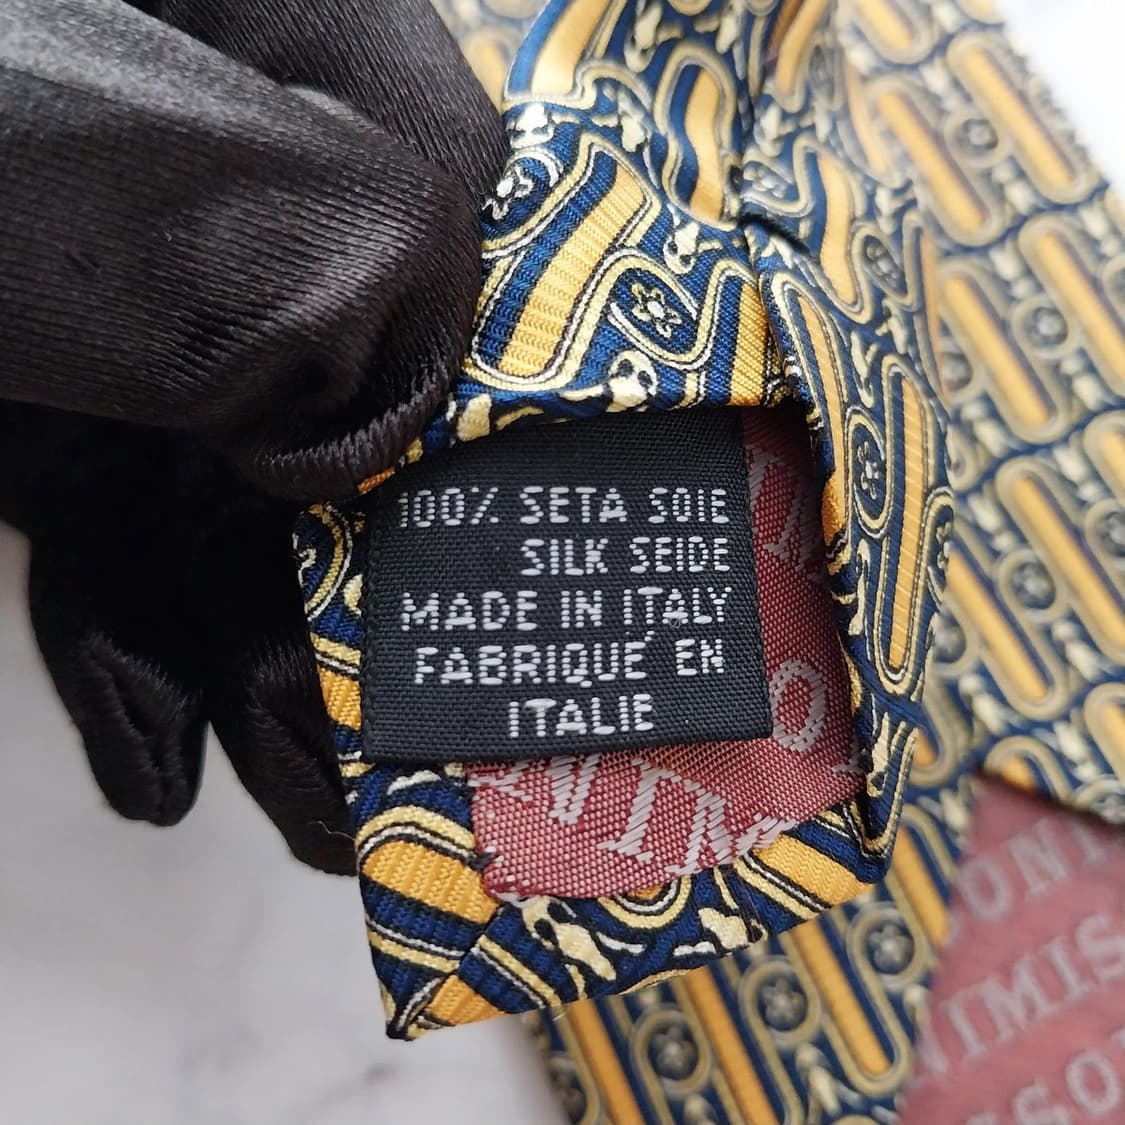 100% SETA SOIE
SILK SEIDE
MADE IN ITALY
FABRIQUÉ EN
ITALIE